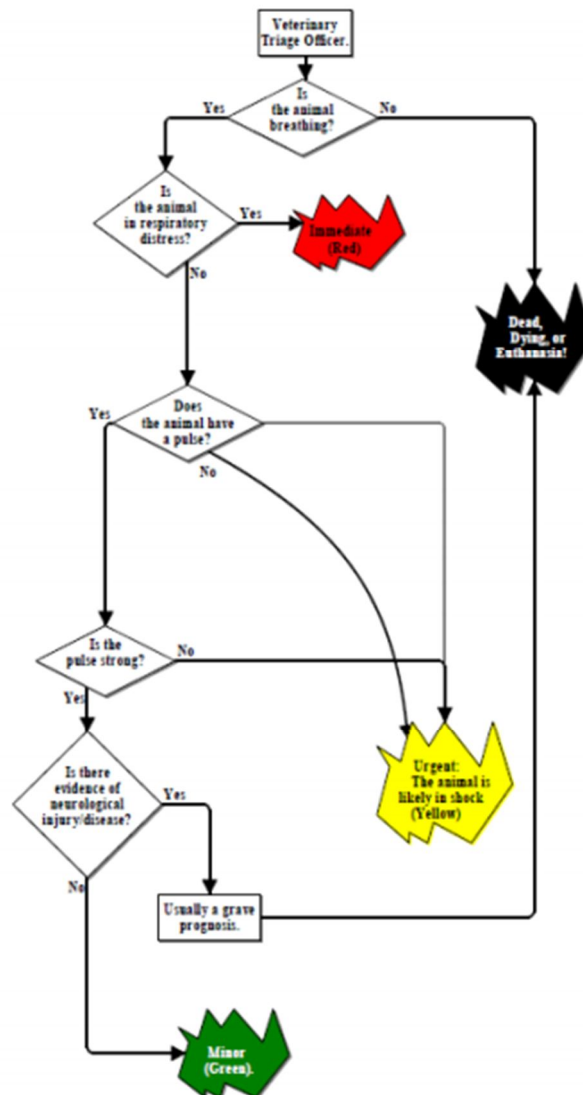 Veterinary
Triage Officer.
Is
the animal
breathing?
Yes
No
Is
the animal
in respiratory
distress?
Yes
Immediate
(Red)
No
Dead,
Dying, or
Euthanasia!
Does
the animal have
a pulse?
Yes
No
Is the
pulse strong?
No
Yes
Urgent:
The animal is
likely in shock
(Yellow)
Is there
evidence of
neurological
injury/disease?
Yes
No
Usually a grave
prognosis.
Minor
(Green).